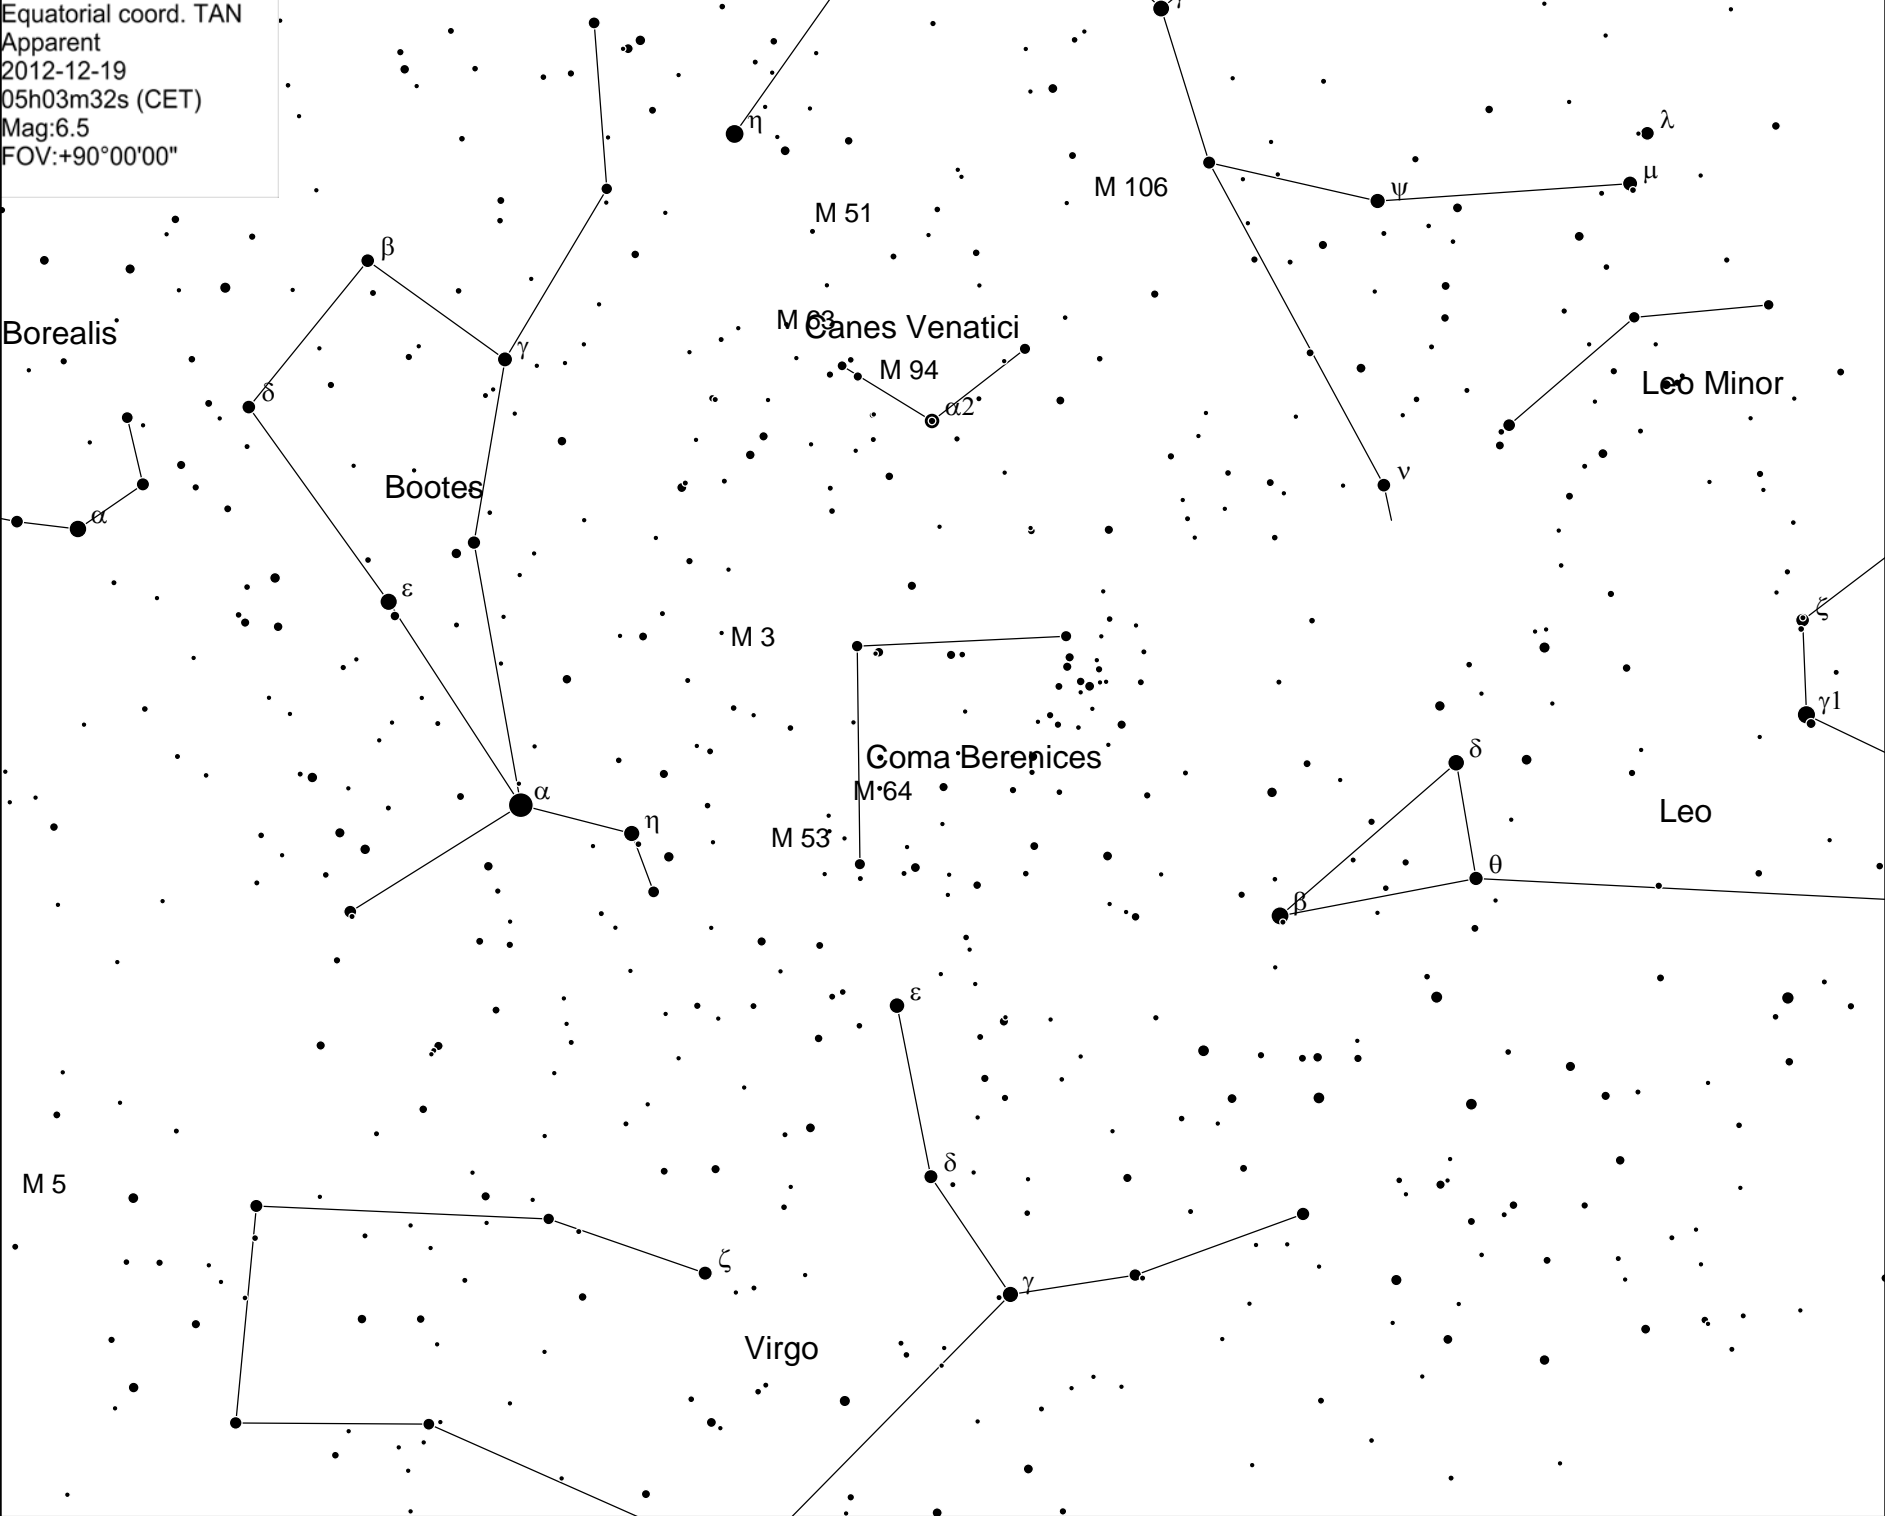 Equatorial coord. TAN
Apparent
2012-12-19
05h03m32s (CET)
Mag:6.5
FOV:+90°00'00"
η
λ
μ
M 106
ψ
M 51
β
M 63
Canes Venatici
Borealis
γ
M 94
Leo Minor
δ
α2
ν
Bootes
α
ε
ζ
M 3
γ1
δ
Coma Berenices
M 64
α
Leo
η
M 53
θ
β
ε
δ
M 5
ζ
γ
Virgo